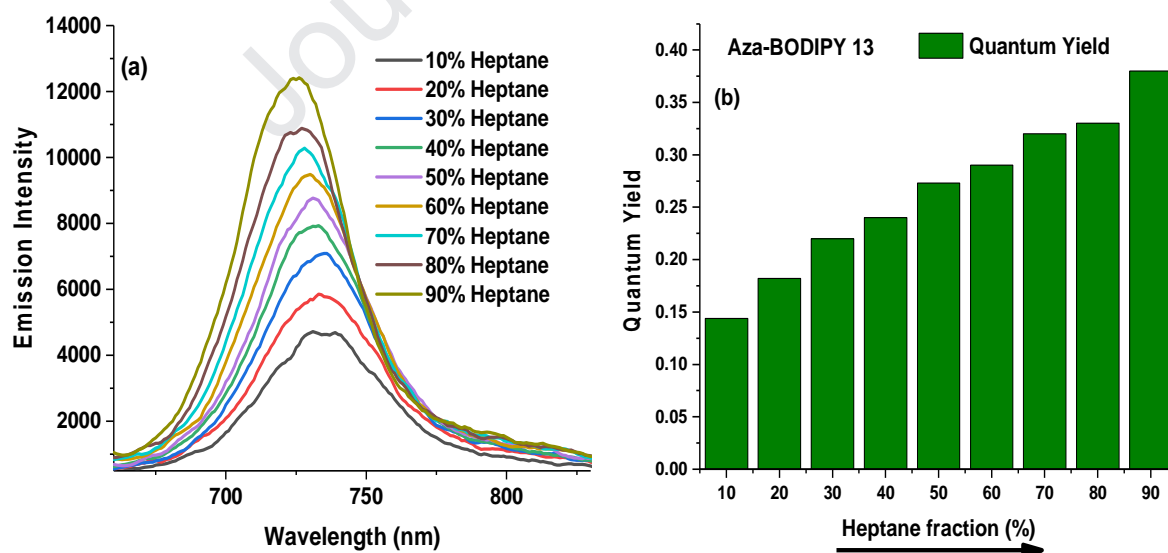 Jou
(a)
14000
12000
10000
8000
6000
4000
2000
Emission Intensity
700
750
800
Wavelength (nm)
10% Heptane
20% Heptane
30% Heptane
40% Heptane
50% Heptane
60% Heptane
70% Heptane
80% Heptane
90% Heptane
Aza-BODIPY 13
Quantum Yield
(b)
0.40
0.35
0.30
0.25
0.20
0.15
0.10
0.05
0.00
Quantum Yield
10 20 30 40 50 60 70 80 90
Heptane fraction (%)